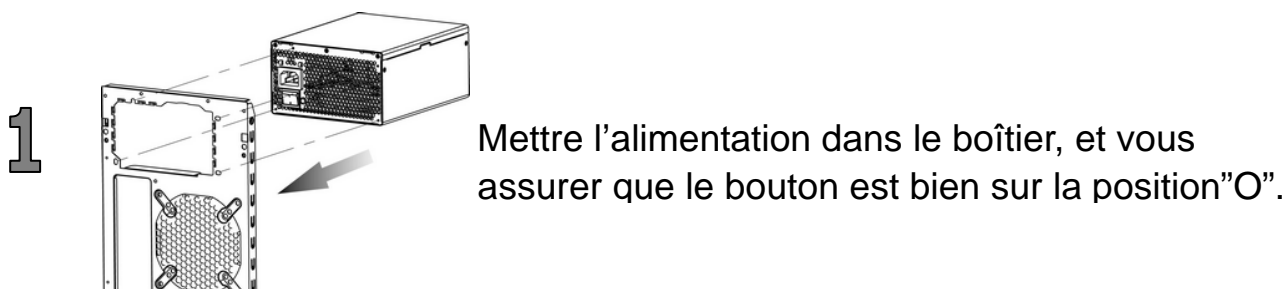 1
Mettre l’alimentation dans le boîtier, et vous
assurer que le bouton est bien sur la position”O”.